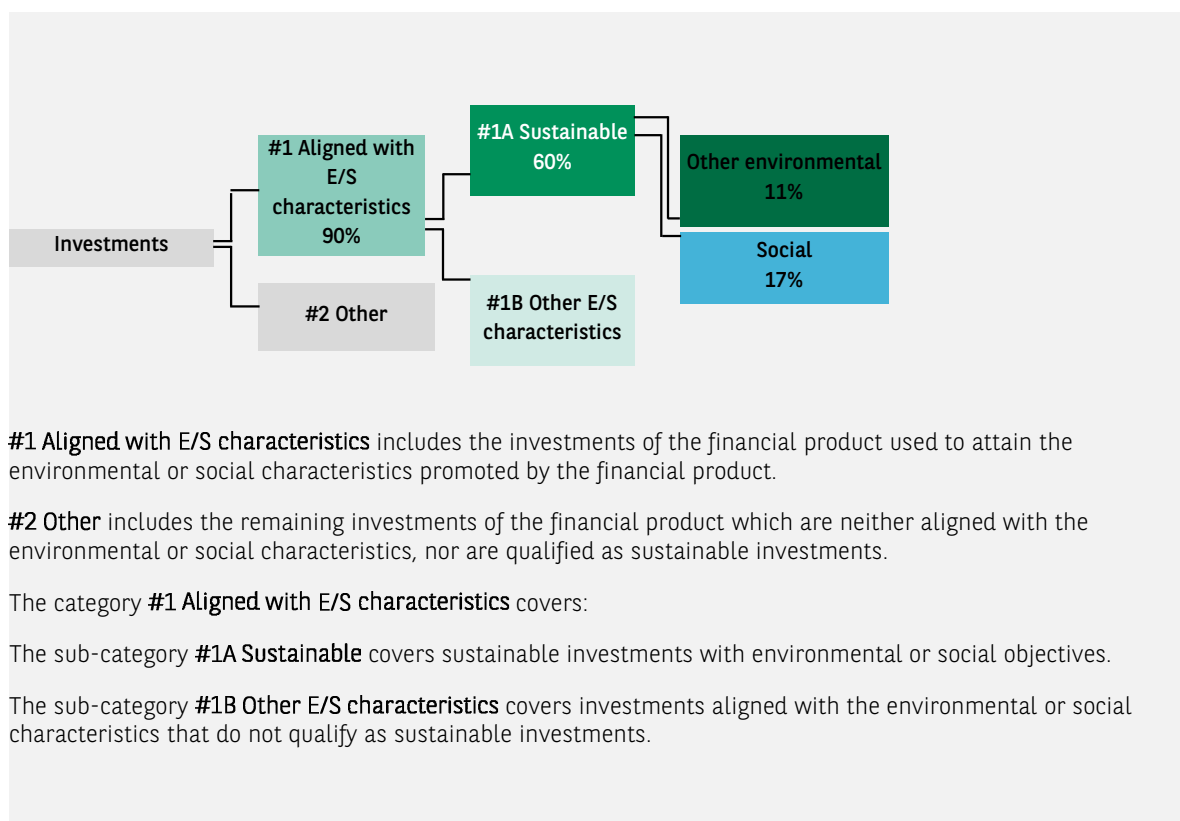 #1A Sustainable
60%
#1 Aligned with
E/S
characteristics
90%
Other environmental
11%
Investments
Social
17%
#2 Other
#1B Other E/S
characteristics
#1 Aligned with E/S characteristics includes the investments of the financial product used to attain the
environmental or social characteristics promoted by the financial product.
#2 Other includes the remaining investments of the financial product which are neither aligned with the
environmental or social characteristics, nor are qualified as sustainable investments.
The category #1 Aligned with E/S characteristics covers:
The sub-category #1A Sustainable covers sustainable investments with environmental or social objectives.
The sub-category #1B Other E/S characteristics covers investments aligned with the environmental or social
characteristics that do not qualify as sustainable investments.